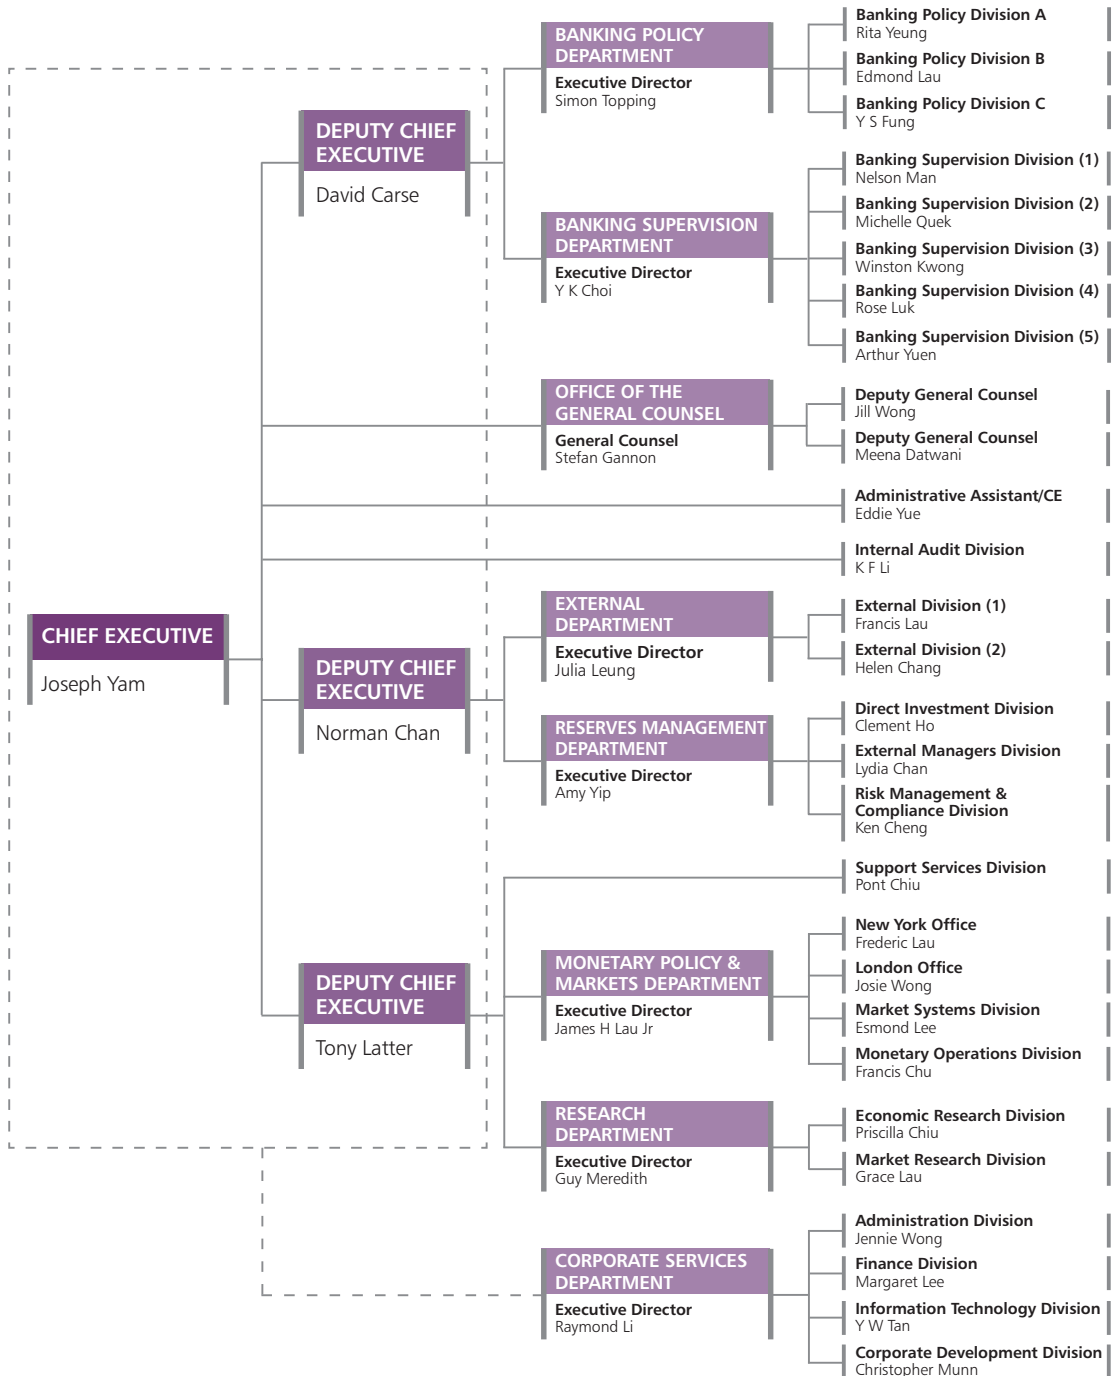 CHIEF EXECUTIVE
Joseph Yam
DEPUTY CHIEF
EXECUTIVE
David Carse
BANKING POLICY
DEPARTMENT
Executive Director
Simon Topping
Banking Policy Division A
Rita Yeung
Banking Policy Division B
Edmond Lau
Banking Policy Division C
Y S Fung
BANKING SUPERVISION
DEPARTMENT
Executive Director
Y K Choi
Banking Supervision Division (1)
Nelson Man
Banking Supervision Division (2)
Michelle Quek
Banking Supervision Division (3)
Winston Kwong
Banking Supervision Division (4)
Rose Luk
Banking Supervision Division (5)
Arthur Yuen
OFFICE OF THE
GENERAL COUNSEL
General Counsel
Stefan Gannon
Deputy General Counsel
Jill Wong
Deputy General Counsel
Meena Datwani
Administrative Assistant/CE
Eddie Yue
Internal Audit Division
K F Li
DEPUTY CHIEF
EXECUTIVE
Norman Chan
EXTERNAL
DEPARTMENT
Executive Director
Julia Leung
External Division (1)
Francis Lau
External Division (2)
Helen Chang
RESERVES MANAGEMENT
DEPARTMENT
Executive Director
Amy Yip
Direct Investment Division
Clement Ho
External Managers Division
Lydia Chan
Risk Management &
Compliance Division
Ken Cheng
DEPUTY CHIEF
EXECUTIVE
Tony Latter
Support Services Division
Pont Chiu
MONETARY POLICY &
MARKETS DEPARTMENT
Executive Director
James H Lau Jr
New York Office
Frederic Lau
London Office
Josie Wong
Market Systems Division
Esmond Lee
Monetary Operations Division
Francis Chu
RESEARCH
DEPARTMENT
Executive Director
Guy Meredith
Economic Research Division
Priscilla Chiu
Market Research Division
Grace Lau
CORPORATE SERVICES
DEPARTMENT
Executive Director
Raymond Li
Administration Division
Jennie Wong
Finance Division
Margaret Lee
Information Technology Division
Y W Tan
Corporate Development Division
Christopher Munn